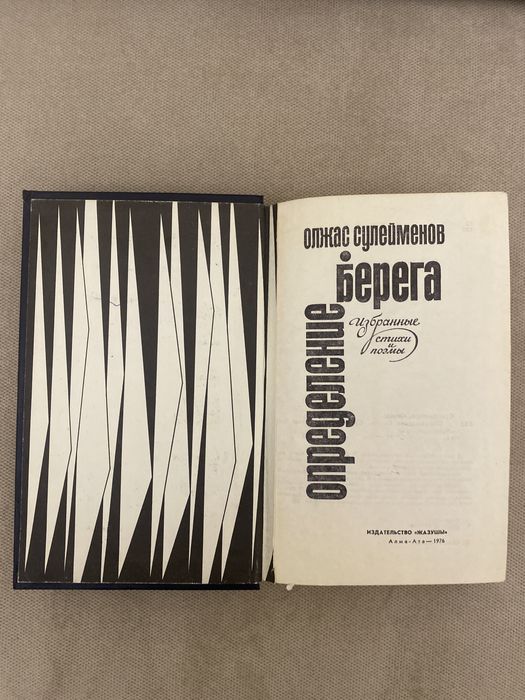 олжас сулейменов
определение
берега
Избранные
стихи и
поэмы
ИЗДАТЕЛЬСТВО «ЖАЗУШЫ»
Алма-Ата — 1976